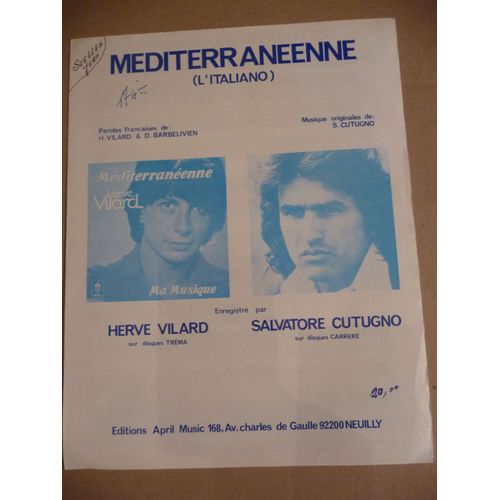 MEDITERRANEENNE
(L'ITALIANO)
Paroles Francaises de:
H. VILARD & D. BARBELIVIEN
Musique originales de:
S. CUTUGNO
Méditerranéenne
Hervé
Vilard
Ma Musique
Enregistré par
HERVE VILARD
sur disques TREMA
SALVATORE CUTUGNO
sur disques CARRERE
20,00
Editions April Music 168, Av. charles de Gaulle 92200 NEUILLY